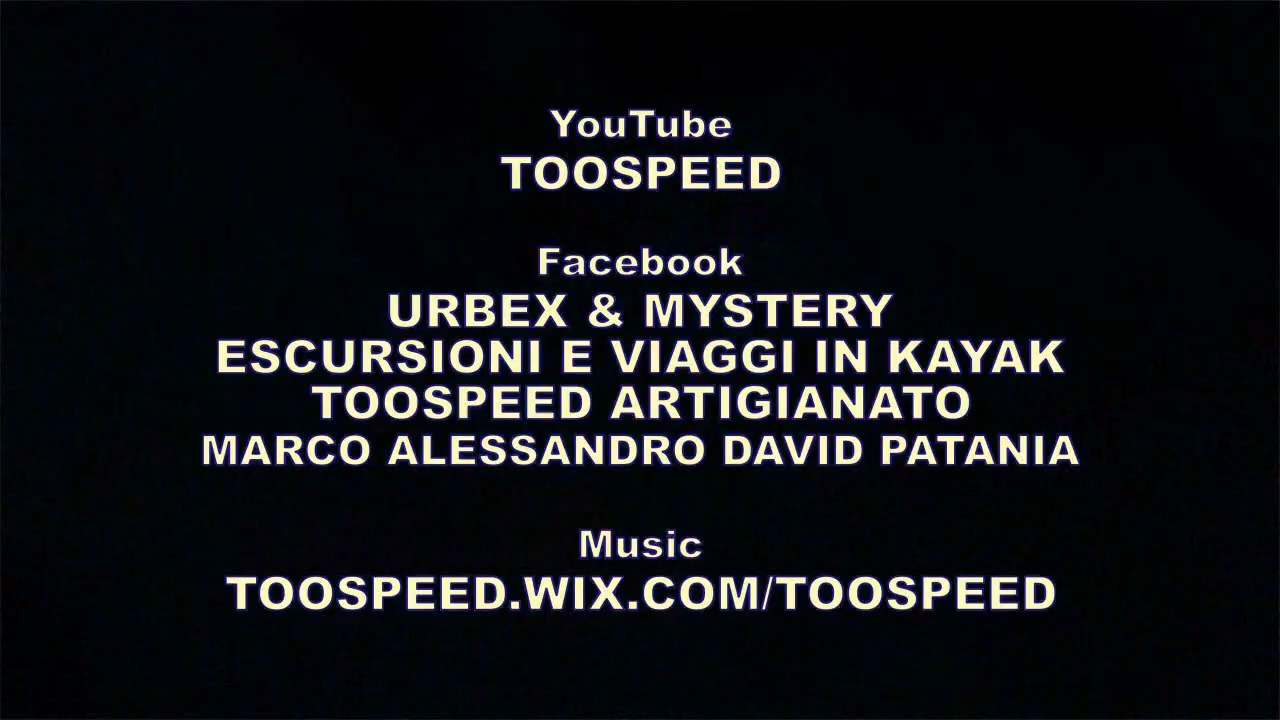 YouTube
TOOSPEED
Facebook
URBEX & MYSTERY
ESCURSIONI E VIAGGI IN KAYAK
TOOSPEED ARTIGIANATO
MARCO ALESSANDRO DAVID PATANIA
Music
TOOSPEED.WIX.COM/TOOSPEED